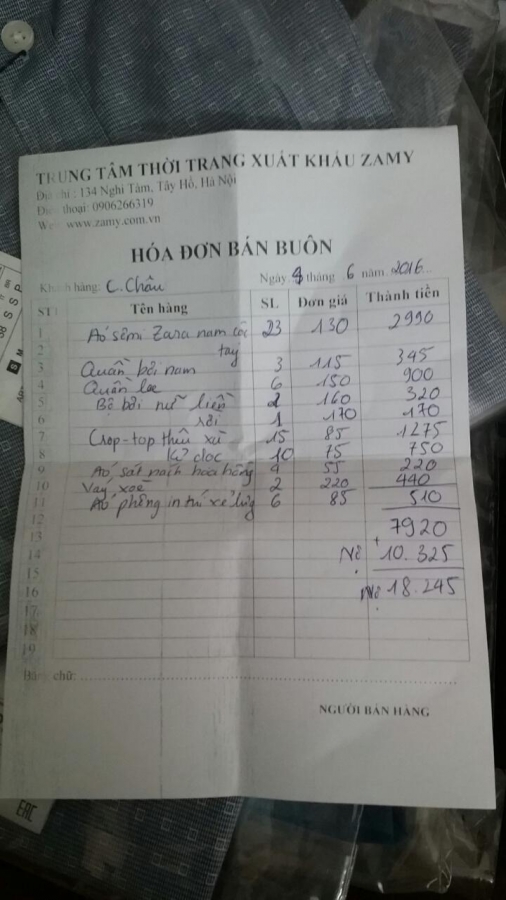 TRUNG TÂM THỜI TRANG XUẤT KHẨU ZAMY
Địa chỉ : 134 Nghi Tàm, Tây Hồ, Hà Nội
Điện thoại: 0906266319
Web: www.zamy.com.vn
HÓA ĐƠN BÁN BUÔN
Khách hàng: C. Châu Ngày 8 tháng 6 năm 2016
STT Tên hàng SL Đơn giá Thành tiền
1 Áo sơmi Zara nam cộc 23 130 2990
2 tay
3 Quần bơi nam 3 115 345
4 Quần 6 150 900
5 Bộ bơi nữ liền 2 160 320
6 rời 1 170 170
7 Crop-top thêu xù 15 85 1275
8 kẻ dọc 10 75 750
9 Áo sát nách hoa hồng 4 55 220
10 Váy xoè 2 220 440
11 Áo phông in túi xẻ lưng 6 85 510
12
13 7920
14 Nợ + 10.325
15
16 Nợ 18.245
17
18
19
Bằng chữ:
NGƯỜI BÁN HÀNG
EAC